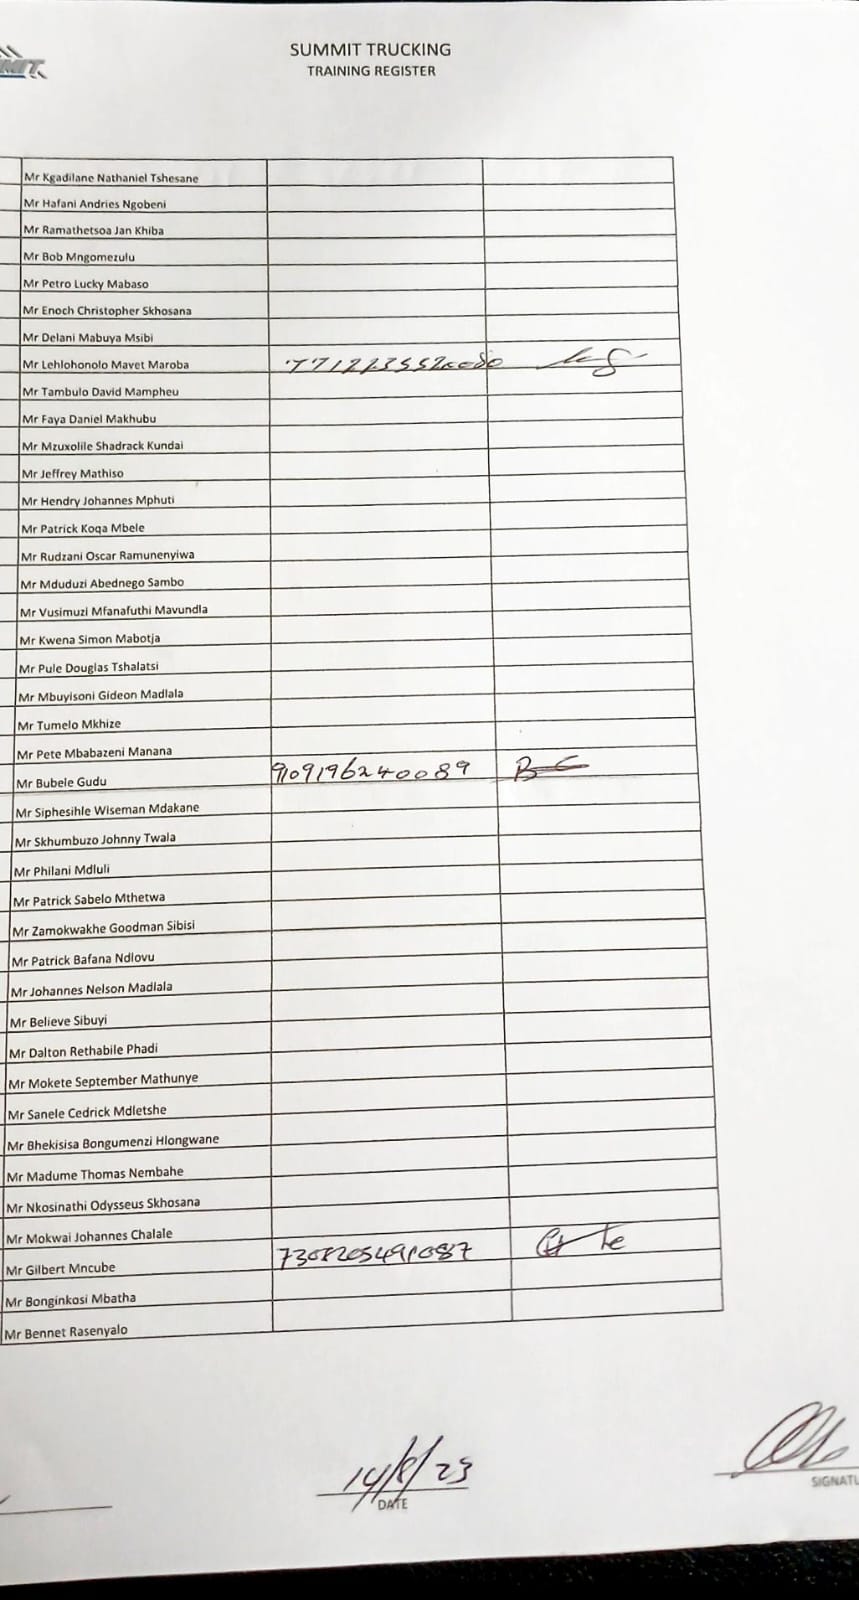 MIT
SUMMIT TRUCKING
TRAINING REGISTER
Mr Kgadilane Nathaniel Tshesane
Mr Hafani Andries Ngobeni
Mr Ramathetsoa Jan Khiba
Mr Bob Mngomezulu
Mr Petro Lucky Mabaso
Mr Enoch Christopher Skhosana
Mr Delani Mabuya Msibi
Mr Lehlohonolo Mavet Maroba
Mr Tambulo David Mampheu
Mr Faya Daniel Makhubu
Mr Mzuxolile Shadrack Kundai
Mr Jeffrey Mathiso
Mr Hendry Johannes Mphuti
Mr Patrick Koqa Mbele
Mr Rudzani Oscar Ramunenyiwa
Mr Mduduzi Abednego Sambo
Mr Vusimuzi Mfanafuthi Mavundla
Mr Kwena Simon Mabotja
Mr Pule Douglas Tshalatsi
Mr Mbuyisoni Gideon Madlala
Mr Tumelo Mkhize
Mr Pete Mbabazeni Manana
Mr Bubele Gudu 9109196240089
Mr Siphesihle Wiseman Mdakane
Mr Skhumbuzo Johnny Twala
Mr Philani Mdluli
Mr Patrick Sabelo Mthetwa
Mr Zamokwakhe Goodman Sibisi
Mr Patrick Bafana Ndlovu
Mr Johannes Nelson Madlala
Mr Believe Sibuyi
Mr Dalton Rethabile Phadi
Mr Mokete September Mathunye
Mr Sanele Cedrick Mdletshe
Mr Bhekisisa Bongumenzi Hlongwane
Mr Madume Thomas Nembahe
Mr Nkosinathi Odysseus Skhosana
Mr Mokwai Johannes Chalale
Mr Gilbert Mncube 7308205491087
Mr Bonginkosi Mbatha
Mr Bennet Rasenyalo
14/8/23
DATE
SIGNATU